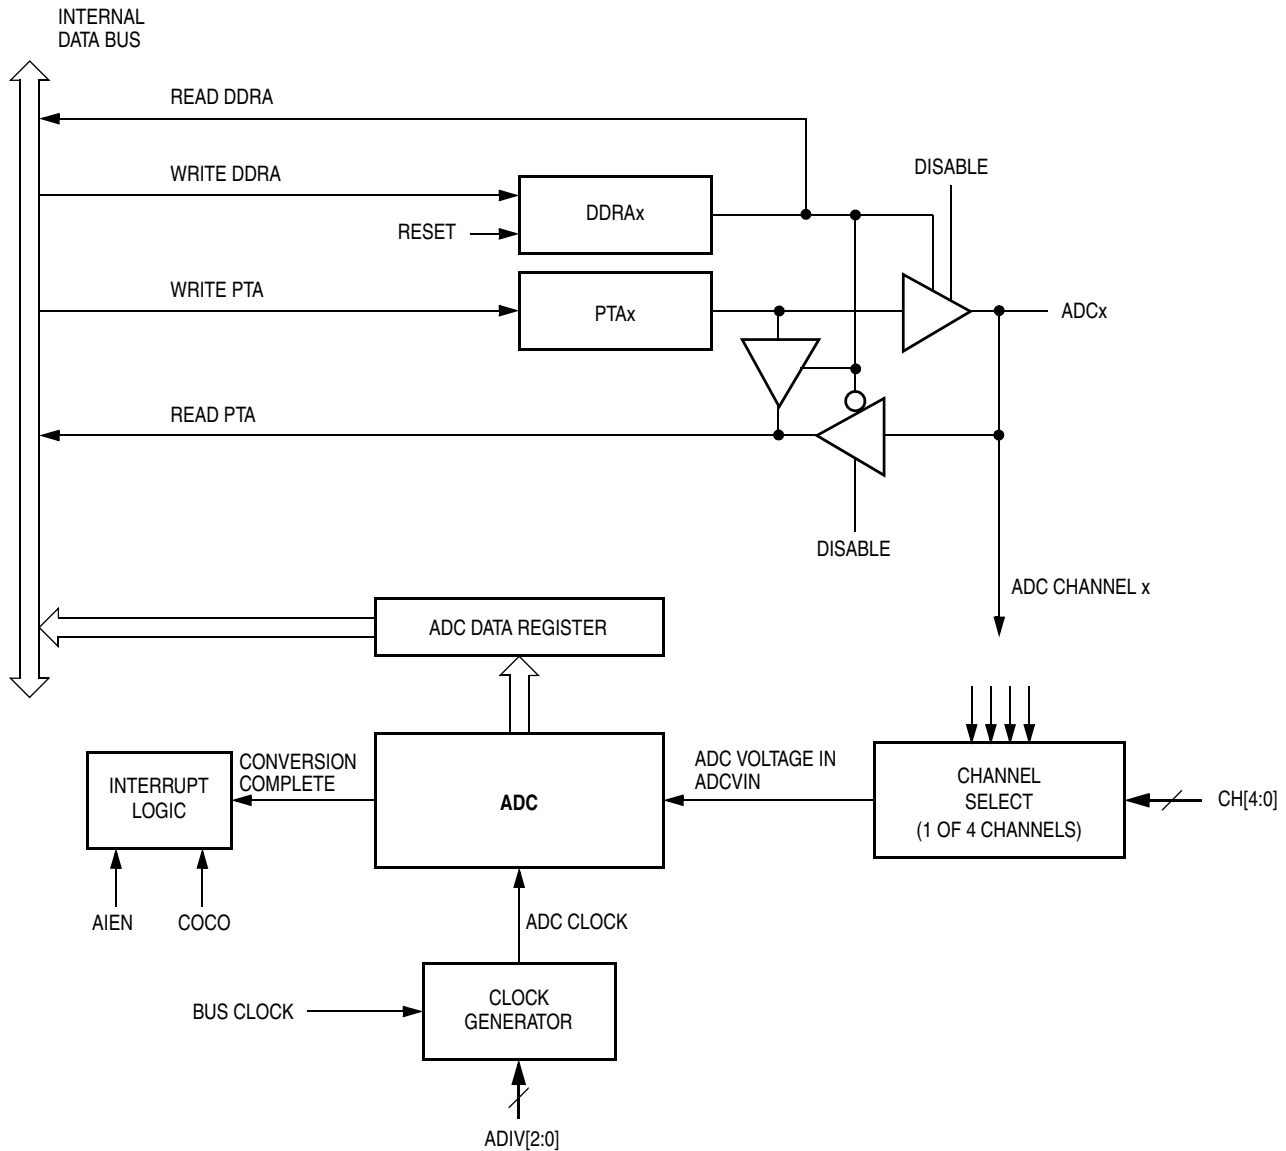 INTERNAL
DATA BUS
READ DDRA
WRITE DDRA
DISABLE
DDRAx
RESET
WRITE PTA
PTAx
ADCx
READ PTA
DISABLE
ADC CHANNEL x
ADC DATA REGISTER
INTERRUPT
LOGIC
CONVERSION
COMPLETE
ADC
ADC VOLTAGE IN
ADCVIN
CHANNEL
SELECT
(1 OF 4 CHANNELS)
CH[4:0]
AIEN
COCO
ADC CLOCK
BUS CLOCK
CLOCK
GENERATOR
ADIV[2:0]